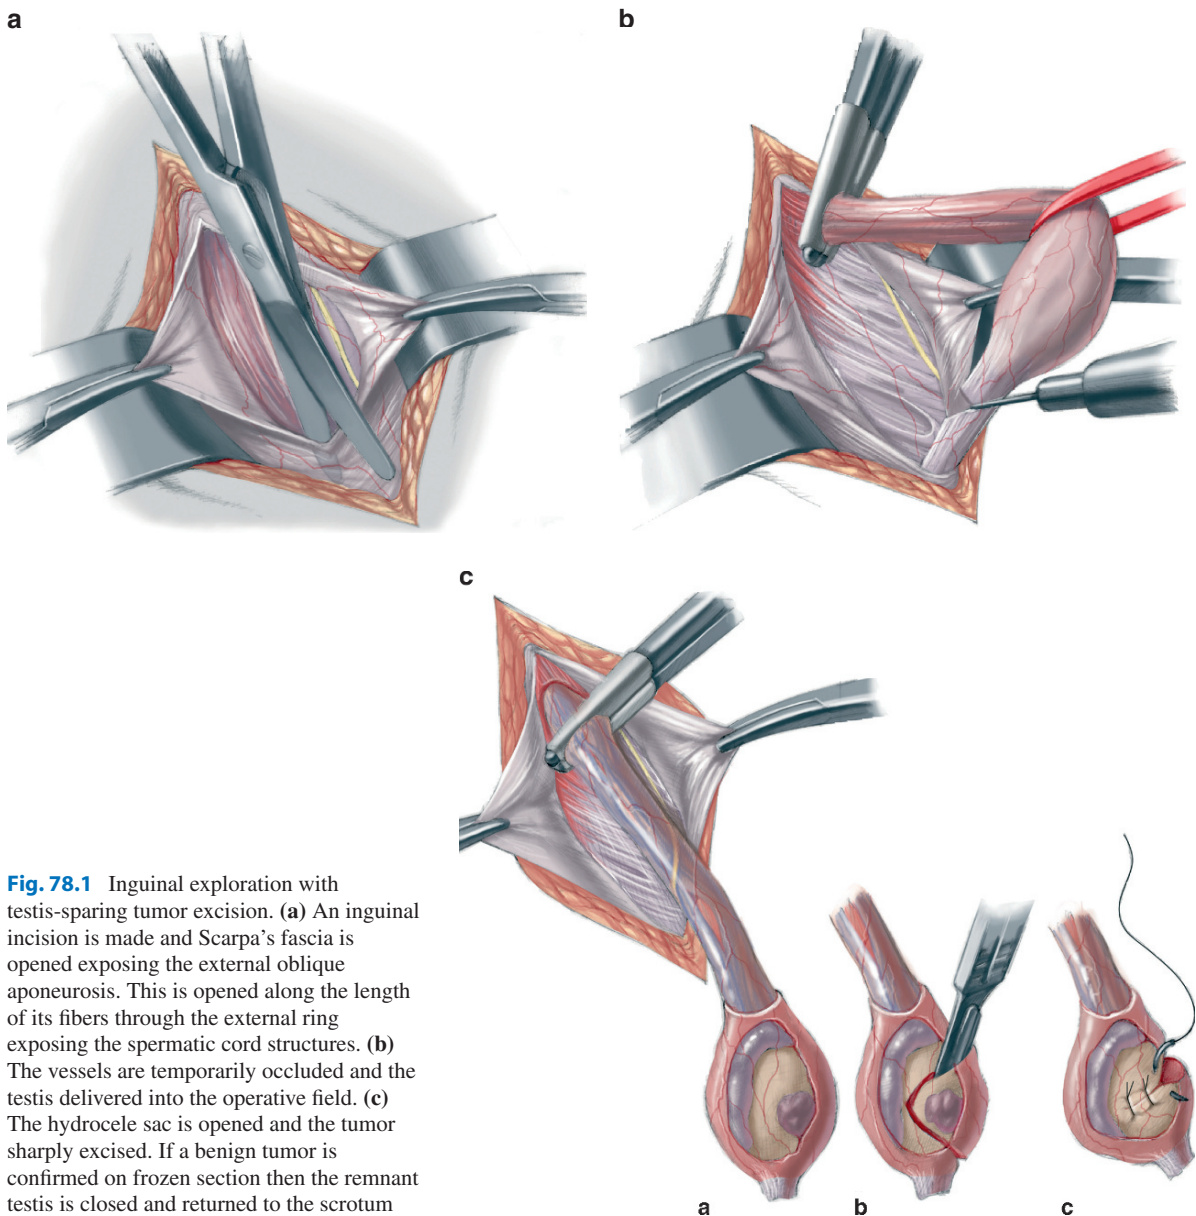 a
b
c
Fig. 78.1 Inguinal exploration with
testis-sparing tumor excision. (a) An inguinal
incision is made and Scarpa’s fascia is
opened exposing the external oblique
aponeurosis. This is opened along the length
of its fibers through the external ring
exposing the spermatic cord structures. (b)
The vessels are temporarily occluded and the
testis delivered into the operative field. (c)
The hydrocele sac is opened and the tumor
sharply excised. If a benign tumor is
confirmed on frozen section then the remnant
testis is closed and returned to the scrotum
a
b
c